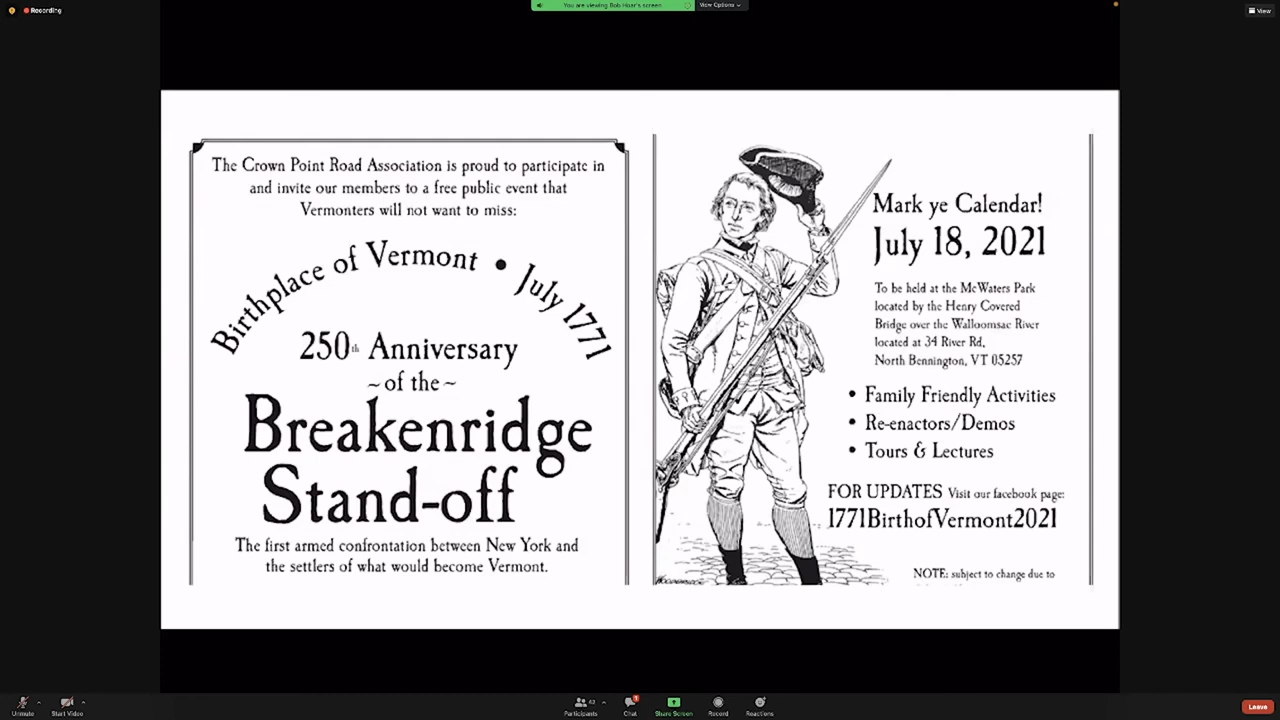 Recording
You are viewing Bob Hoar's screen
View Options
View
The Crown Point Road Association is proud to participate in
and invite our members to a free public event that
Vermonters will not want to miss:
Birthplace of Vermont • July 1771
250th Anniversary
~of the~
Breakenridge
Stand-off
The first armed confrontation between New York and
the settlers of what would become Vermont.
Mark ye Calendar!
July 18, 2021
To be held at the McWaters Park
located by the Henry Covered
Bridge over the Walloomsac River
located at 34 River Rd,
North Bennington, VT 05257
• Family Friendly Activities
• Re-enactors/Demos
• Tours & Lectures
FOR UPDATES Visit our facebook page:
1771BirthofVermont2021
NOTE: subject to change due to
Unmute
Start Video
Participants
42
Chat
Share Screen
Record
Reactions
Leave